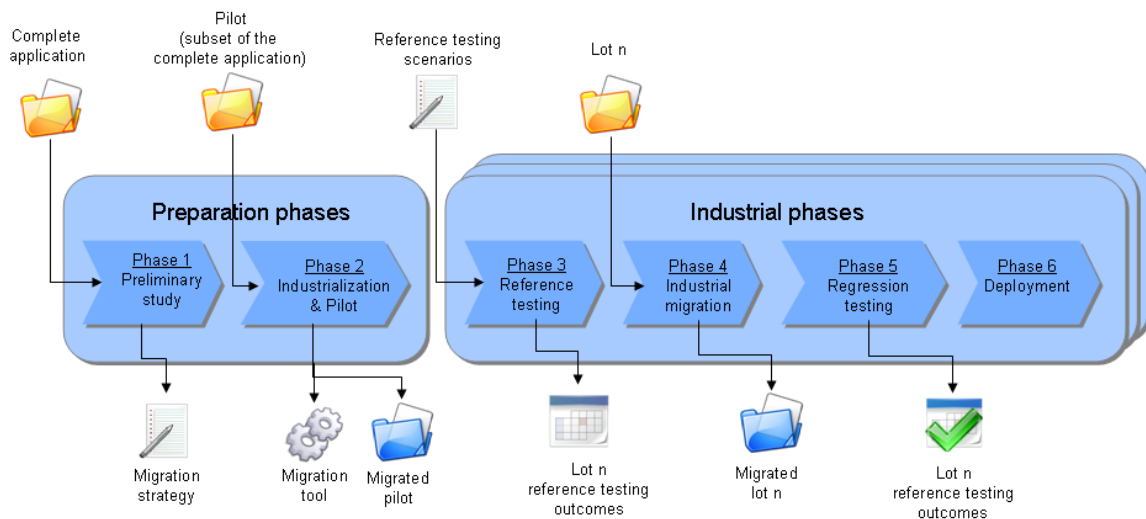 Complete
application
Pilot
(subset of the
complete application)
Reference testing
scenarios
Lot n
Preparation phases
Phase 1
Preliminary
study
Phase 2
Industrialization
& Pilot
Industrial phases
Phase 3
Reference
testing
Phase 4
Industrial
migration
Phase 5
Regression
testing
Phase 6
Deployment
Migration
strategy
Migration
tool
Migrated
pilot
Lot n
reference testing
outcomes
Migrated
lot n
Lot n
reference testing
outcomes